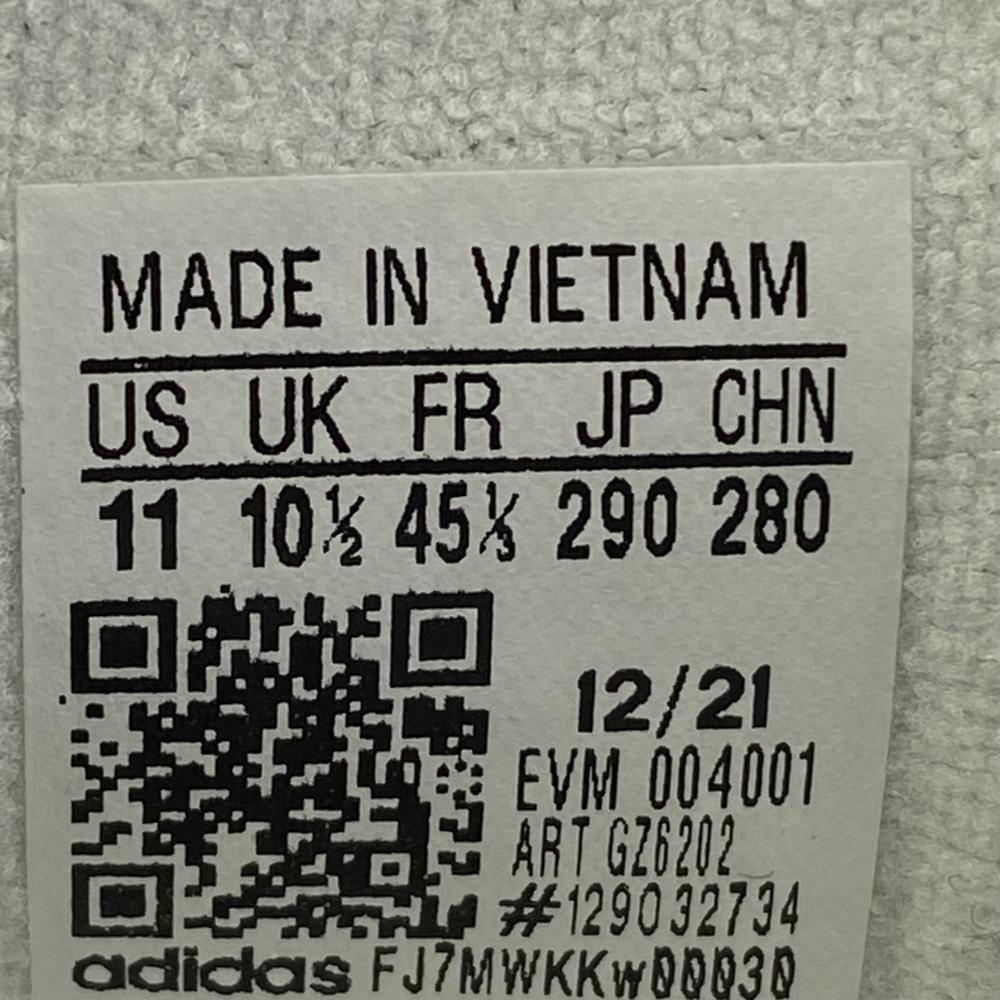 MADE IN VIETNAM
US UK FR JP CHN
11 10½ 45⅓ 290 280
12/21
EVM 004001
ART GZ6202
#129032734
adidas FJ7MWKKw00030